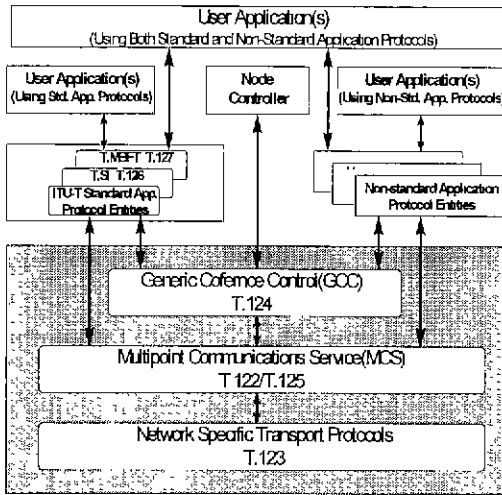 User Application(s)
(Using Both Standard and Non-Standard Application Protocols)
User Application(s)
(Using Std. App. Protocols)
Node
Controller
User Application(s)
(Using Non-Std. App. Protocols)
T.MBFT T.127
T.SI T.126
ITU-T Standard App.
Protocol Entities
Non-standard Application
Protocol Entities
Generic Cofernce Control(GCC)
T.124
Multipoint Communications Service(MCS)
T.122/T.125
Network Specific Transport Protocols
T.123